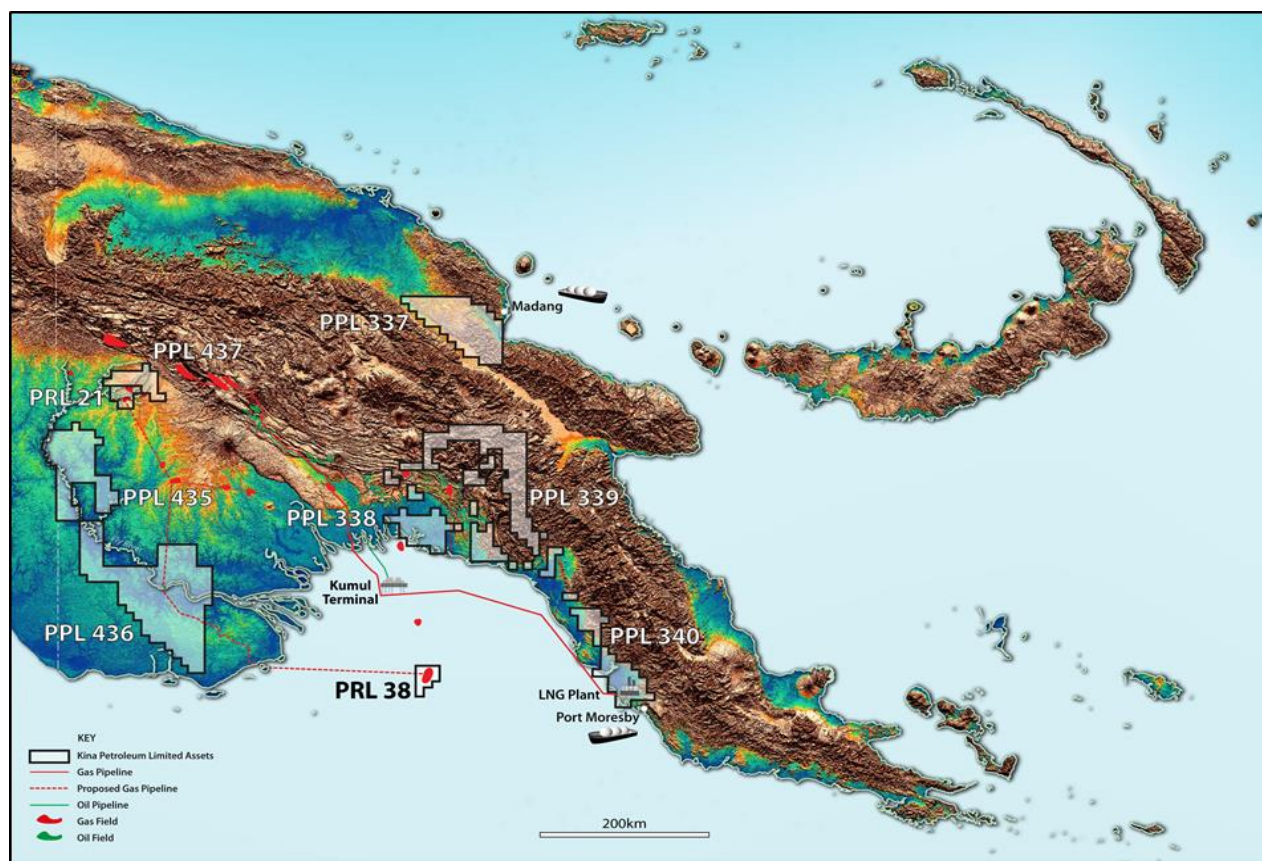 Madang
PPL 337
PPL 437
PRL 21
PPL 435
PPL 339
PPL 338
Kumul
Terminal
PPL 436
PPL 340
PRL 38
LNG Plant
Port Moresby
KEY
Kina Petroleum Limited Assets
Gas Pipeline
Proposed Gas Pipeline
Oil Pipeline
Gas Field
Oil Field
200km